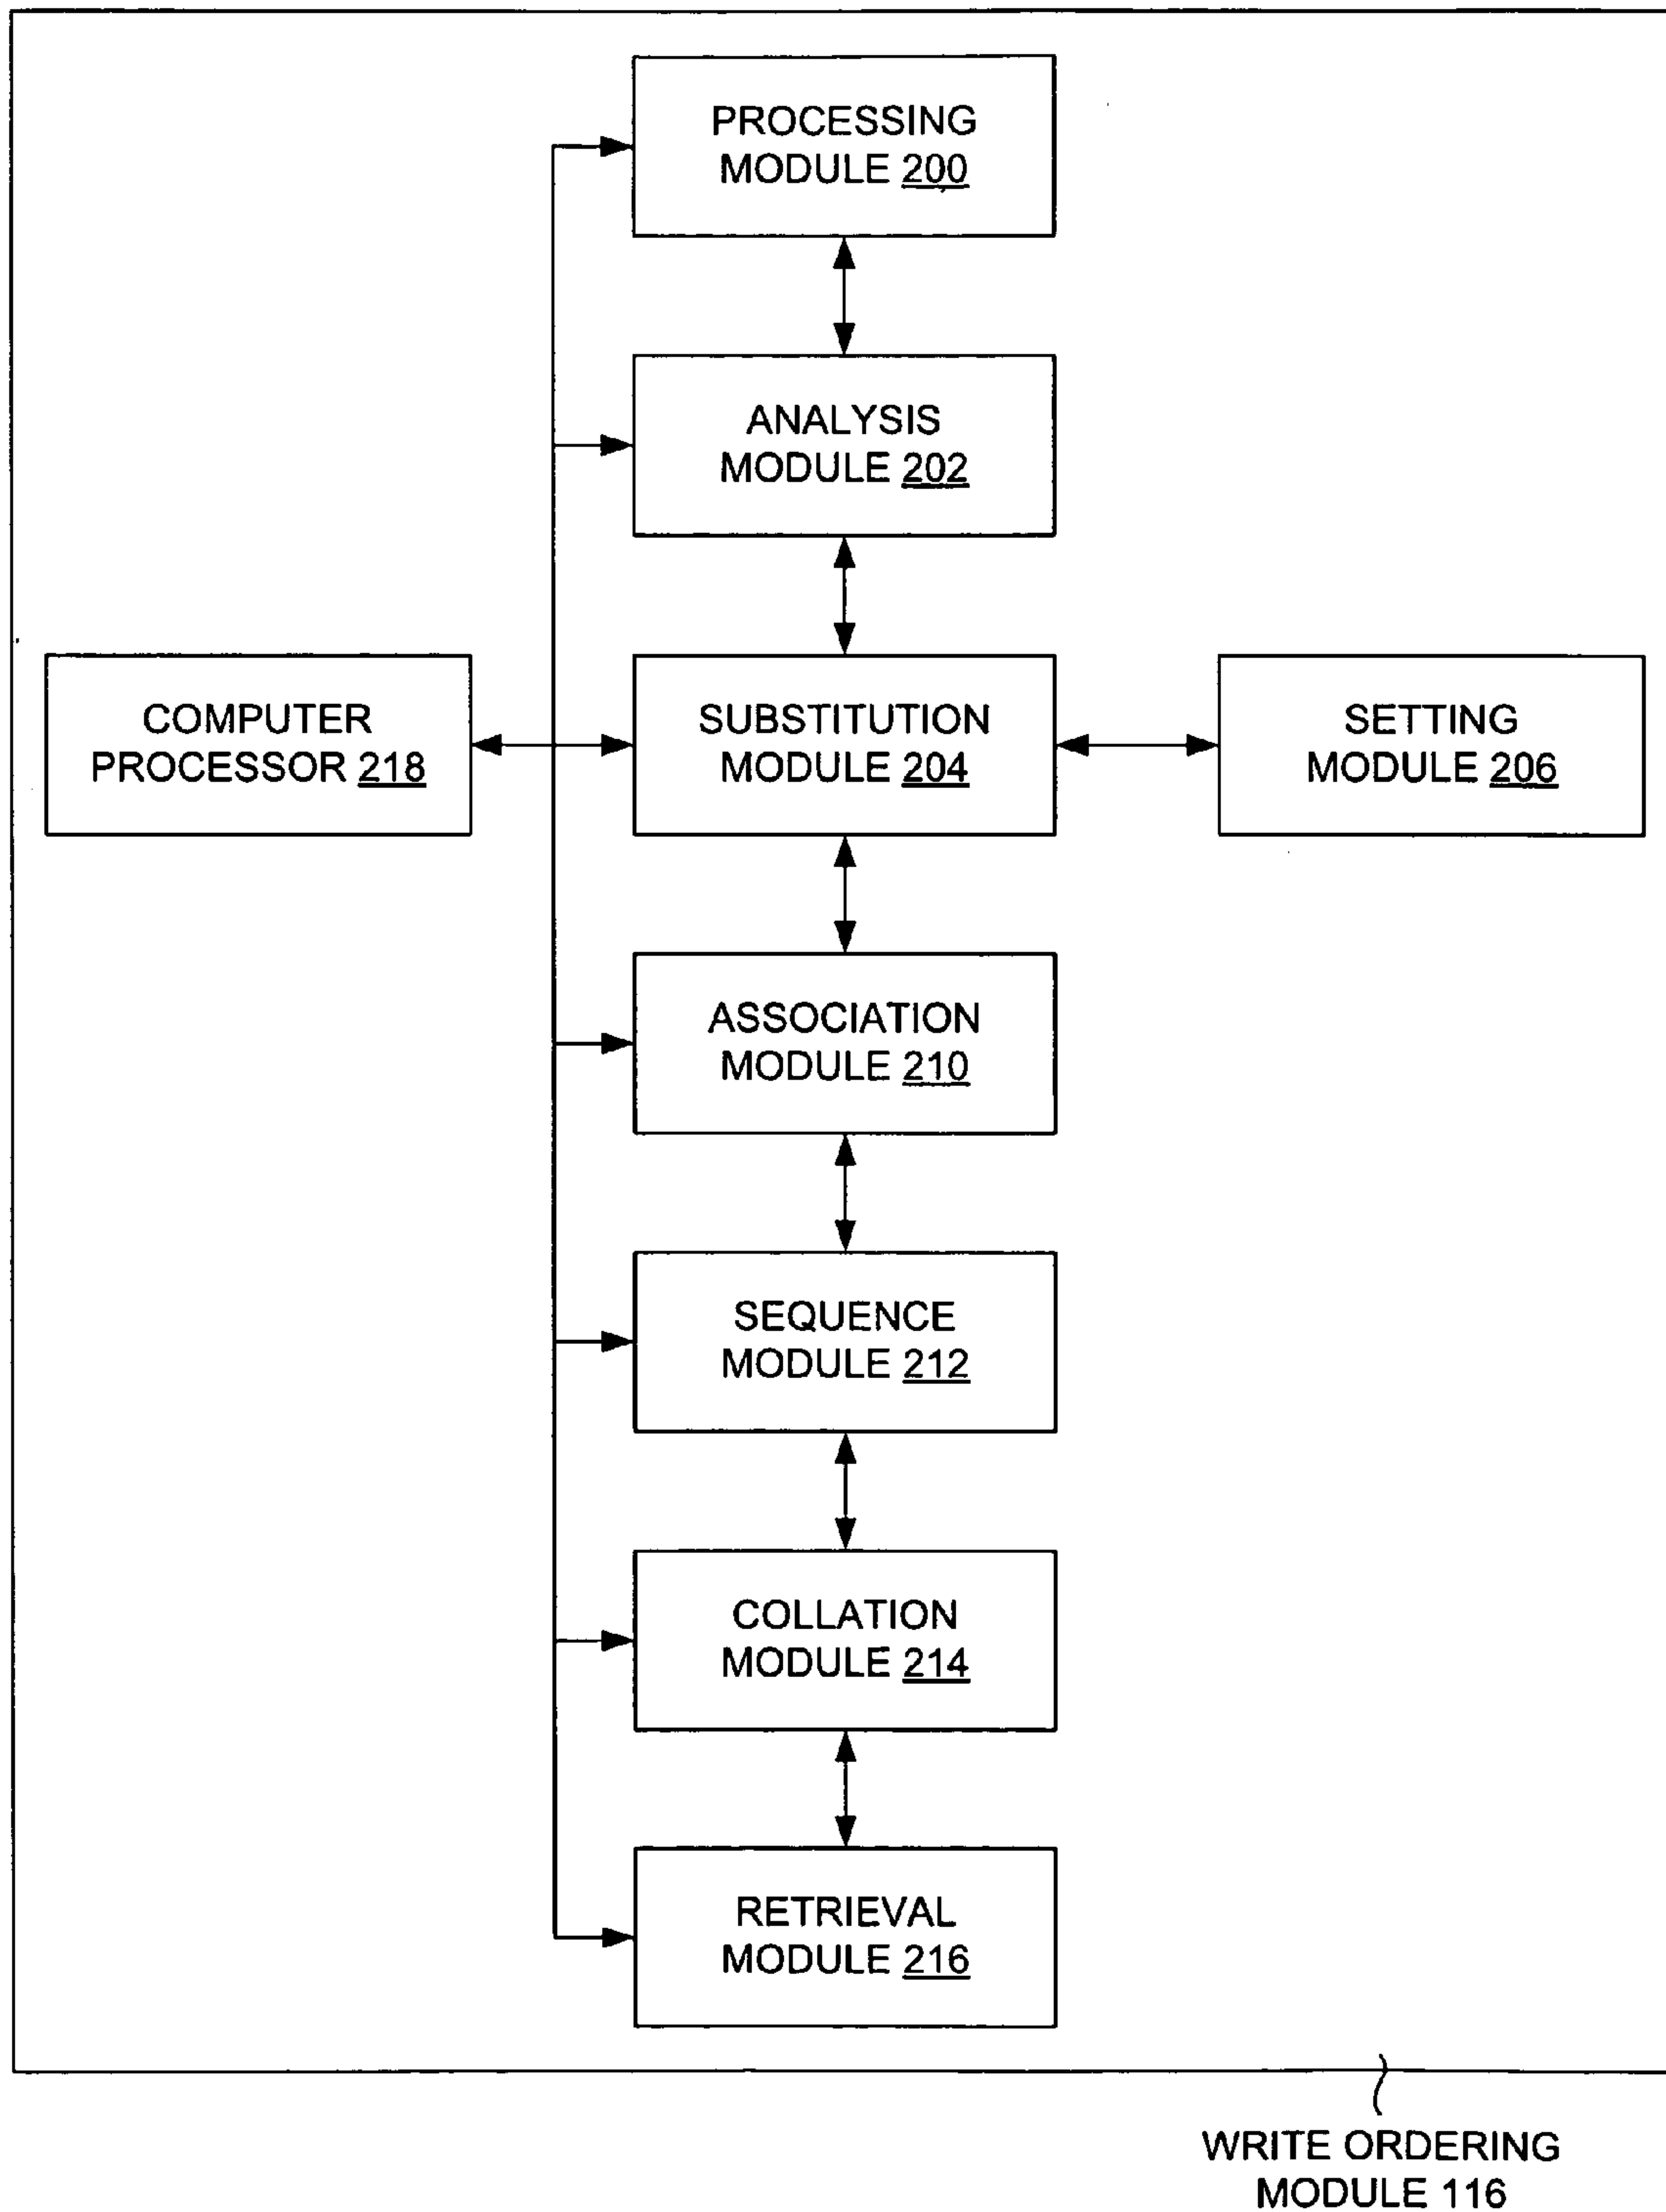 PROCESSING
MODULE 200
ANALYSIS
MODULE 202
COMPUTER
PROCESSOR 218
SUBSTITUTION
MODULE 204
SETTING
MODULE 206
ASSOCIATION
MODULE 210
SEQUENCE
MODULE 212
COLLATION
MODULE 214
RETRIEVAL
MODULE 216
WRITE ORDERING
MODULE 116